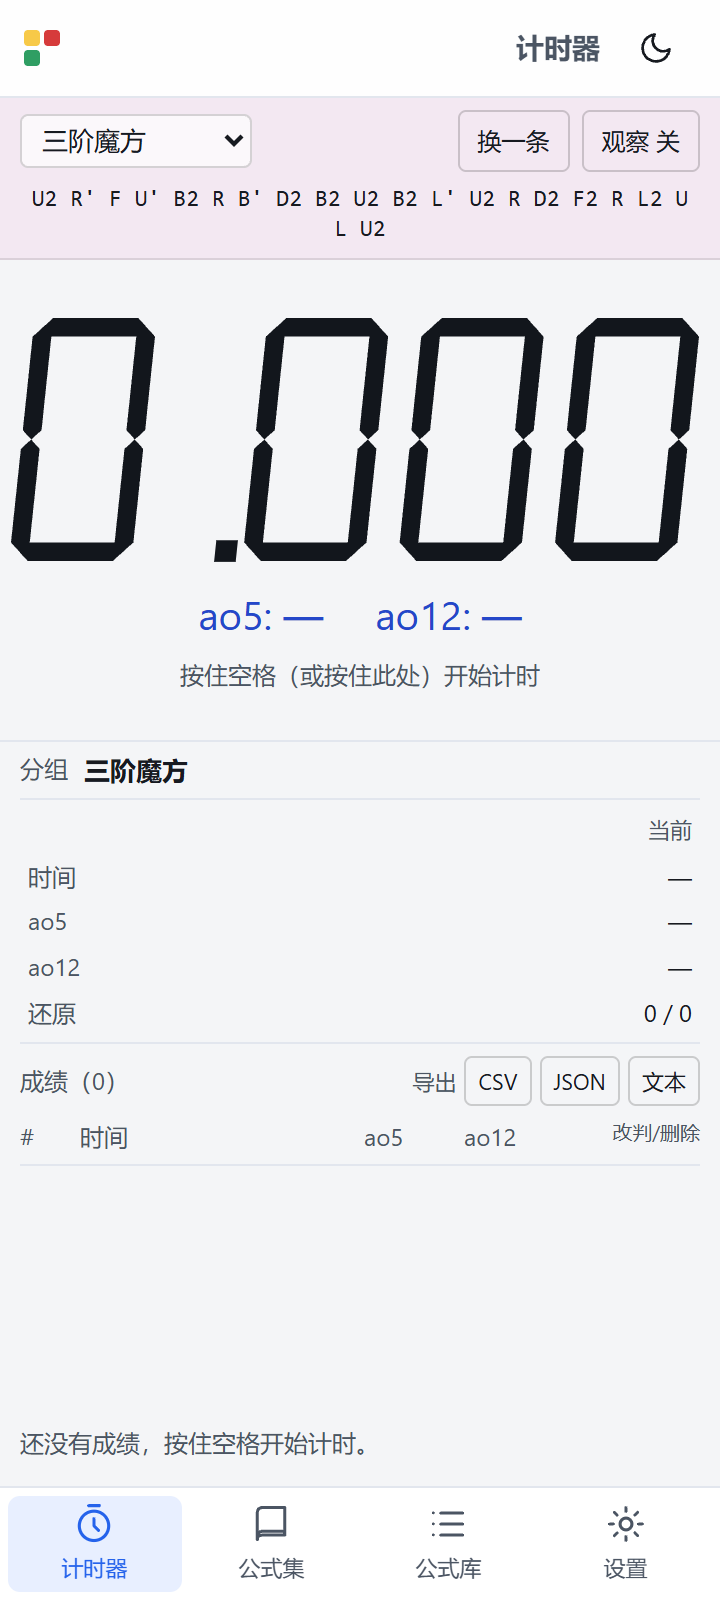 计时器
三阶魔方
换一条
观察 关
U2 R' F U' B2 R B' D2 B2 U2 B2 L' U2 R D2 F2 R L2 U
L U2
0.000
ao5: — ao12: —
按住空格（或按住此处）开始计时
分组 三阶魔方
当前
时间 —
ao5 —
ao12 —
还原 0 / 0
成绩（0） 导出 CSV JSON 文本
# 时间 ao5 ao12 改判/删除
还没有成绩，按住空格开始计时。
计时器 公式集 公式库 设置